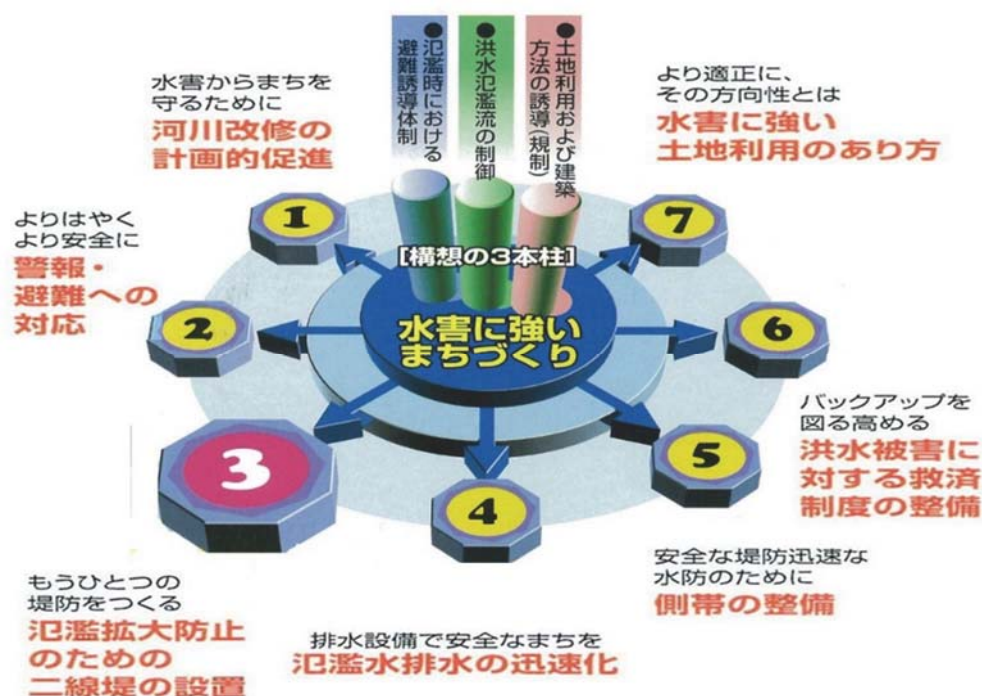 ●氾濫時における
避難誘導体制
●洪水氾濫流の制御
●土地利用および建築
方法の誘導(規制)
[構想の3本柱]
水害に強い
まちづくり
1
水害からまちを
守るために
河川改修の
計画的促進
2
よりはやく
より安全に
警報・
避難への
対応
3
もうひとつの
堤防をつくる
氾濫拡大防止
のための
二線堤の設置
4
排水設備で安全なまちを
氾濫水排水の迅速化
5
安全な堤防迅速な
水防のために
側帯の整備
6
バックアップを
図る高める
洪水被害に
対する救済
制度の整備
7
より適正に、
その方向性とは
水害に強い
土地利用のあり方